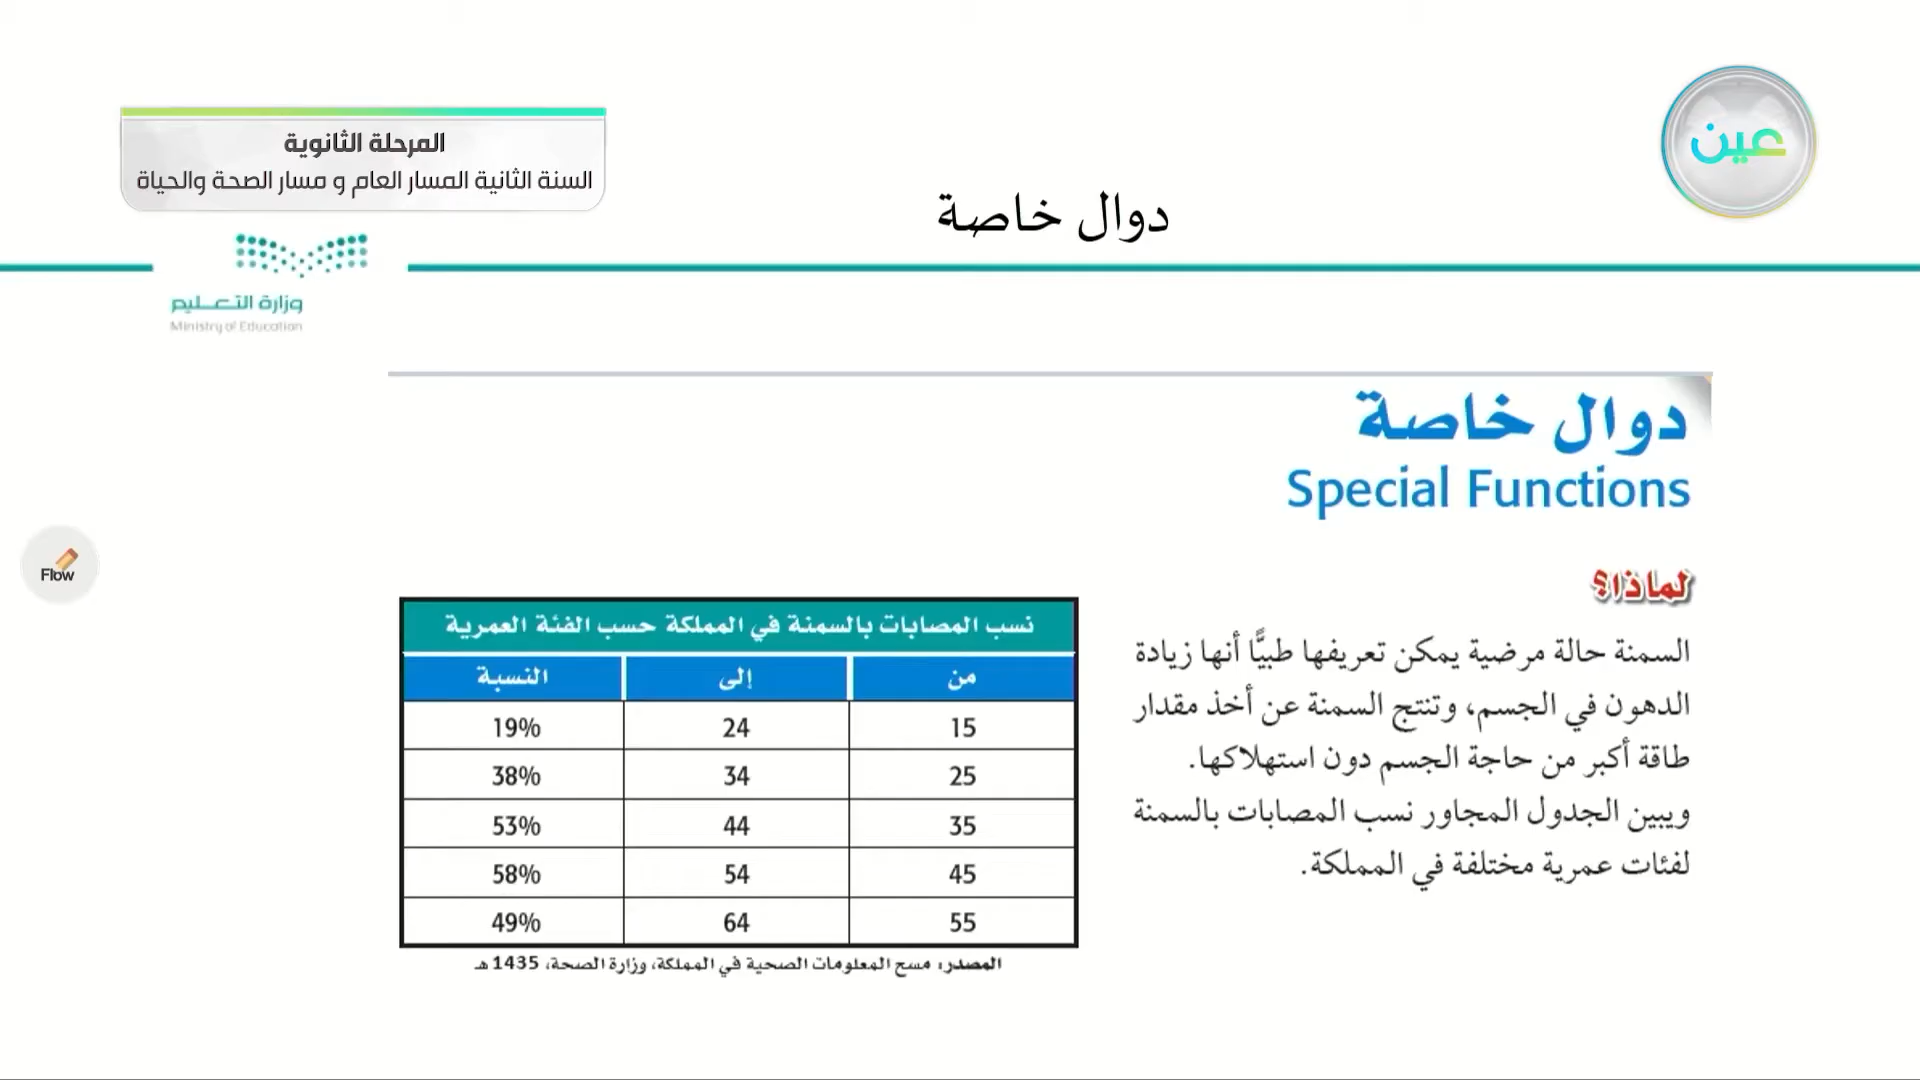 المرحلة الثانوية
السنة الثانية المسار العام و مسار الصحة والحياة
عين
دوال خاصة
وزارة التعليم
Ministry of Education
دوال خاصة
Special Functions
Flow
لماذا؟
السمنة حالة مرضية يمكن تعريفها طبيًّا أنها زيادة
الدهون في الجسم، وتنتج السمنة عن أخذ مقدار
طاقة أكبر من حاجة الجسم دون استهلاكها.
ويبين الجدول المجاور نسب المصابات بالسمنة
لفئات عمرية مختلفة في المملكة.
نسب المصابات بالسمنة في المملكة حسب الفئة العمرية
من إلى النسبة
15 24 19%
25 34 38%
35 44 53%
45 54 58%
55 64 49%
المصدر: مسح المعلومات الصحية في المملكة، وزارة الصحة، 1435هـ